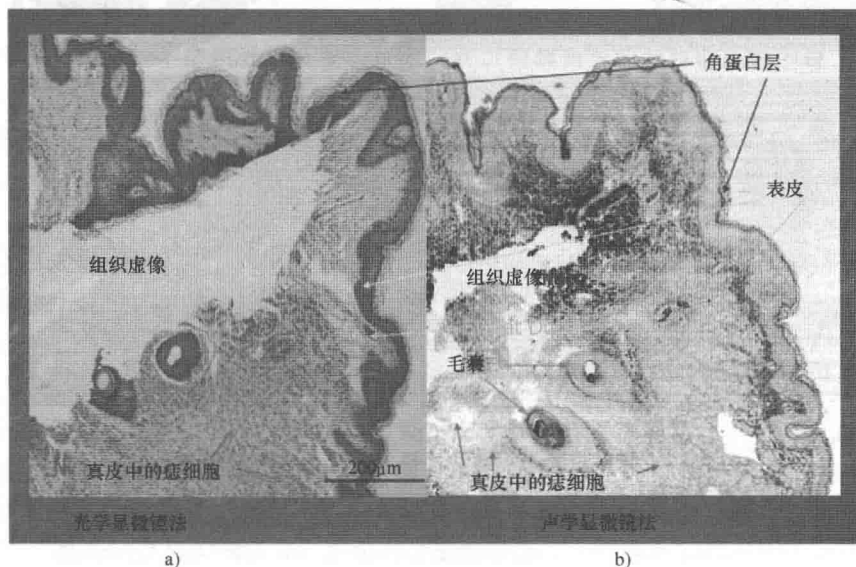 角蛋白层
表皮
组织虚像
组织虚像
毛囊
真皮中的痣细胞
200μm
真皮中的痣细胞
光学显微镜法
声学显微镜法
a)
b)